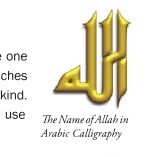 e one
ches
kind.
use
الله
The Name of Allah in
Arabic Calligraphy